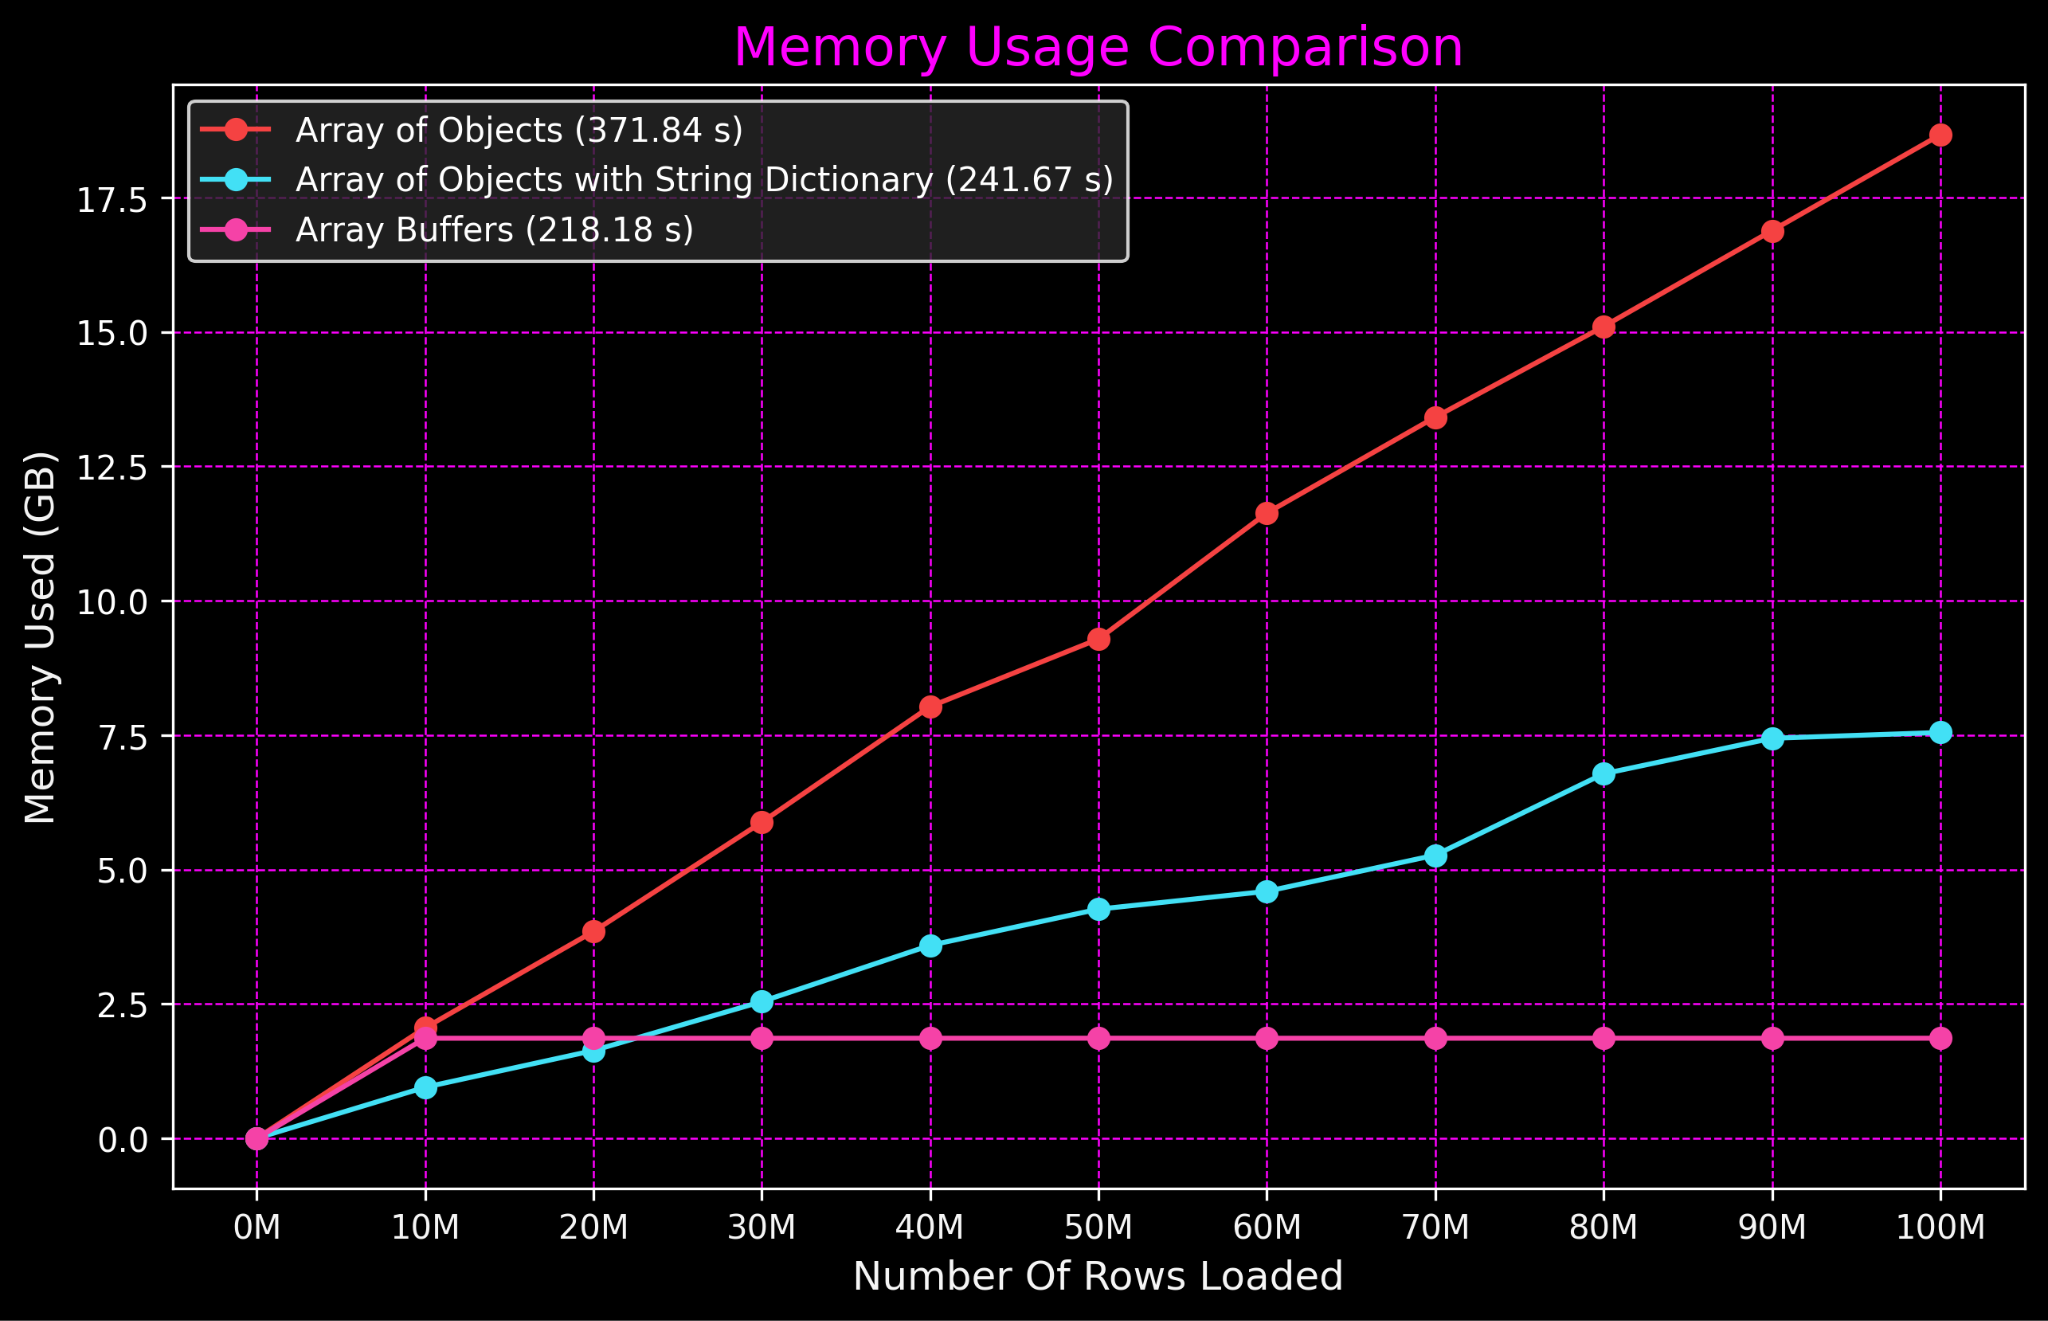 Memory Usage Comparison
Array of Objects (371.84 s)
Array of Objects with String Dictionary (241.67 s)
Array Buffers (218.18 s)
Memory Used (GB)
17.5
15.0
12.5
10.0
7.5
5.0
2.5
0.0
0M 10M 20M 30M 40M 50M 60M 70M 80M 90M 100M
Number Of Rows Loaded